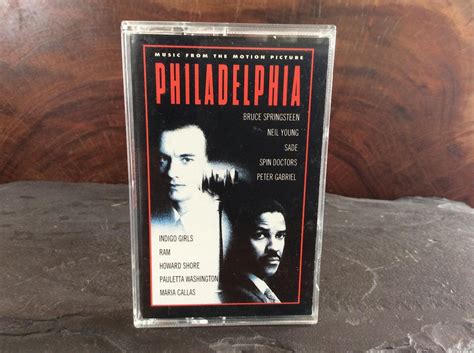 MUSIC FROM THE MOTION PICTURE
PHILADELPHIA
BRUCE SPRINGSTEEN
NEIL YOUNG
SADE
SPIN DOCTORS
PETER GABRIEL
INDIGO GIRLS
RAM
HOWARD SHORE
PAULETTA WASHINGTON
MARIA CALLAS